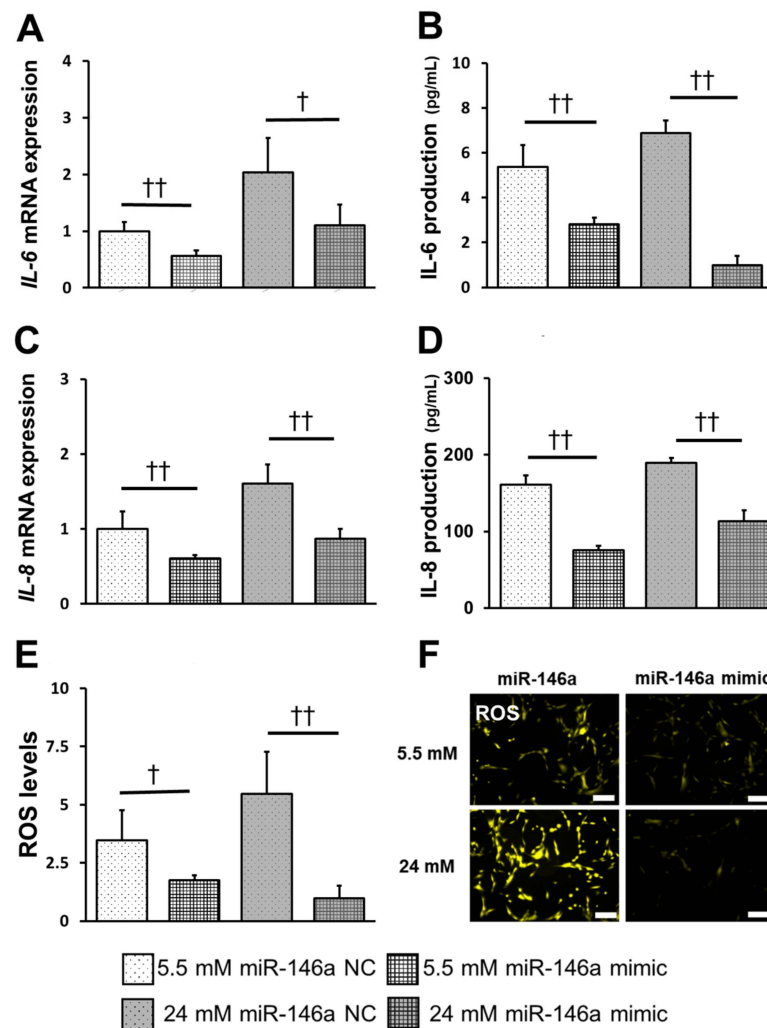 A
IL-6 mRNA expression
4
3
2
1
0
††
†
B
IL-6 production (pg/mL)
10
8
6
4
2
0
††
††
C
IL-8 mRNA expression
3
2
1
0
††
††
D
IL-8 production (pg/mL)
300
200
100
0
††
††
E
ROS levels
10
7.5
5
2.5
0
†
††
F
miR-146a
miR-146a mimic
ROS
5.5 mM
24 mM
5.5 mM miR-146a NC
5.5 mM miR-146a mimic
24 mM miR-146a NC
24 mM miR-146a mimic